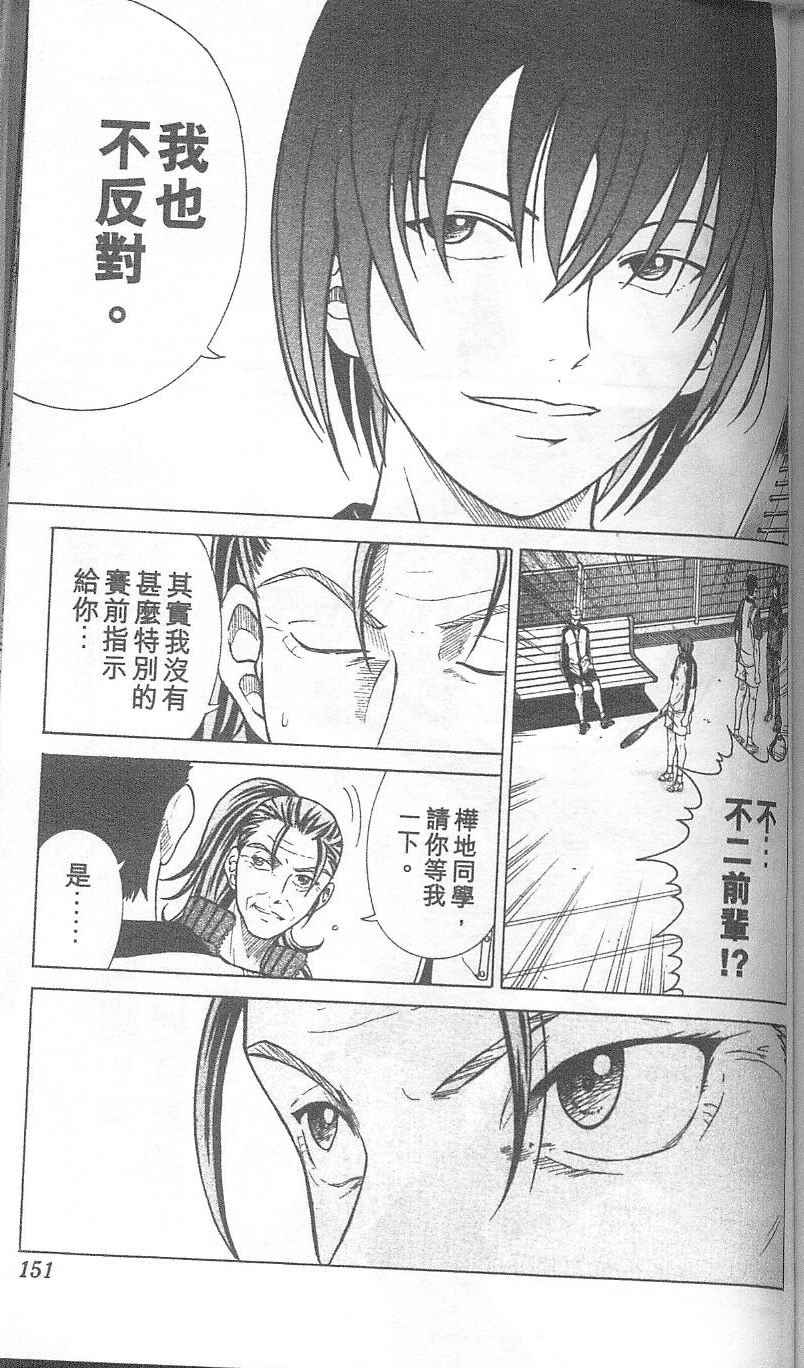 我也
不反對。
不…
不二前輩!?
其實我沒有
甚麼特別的
賽前指示
給你…
樺地同學，
請你等我
一下。
是……
151